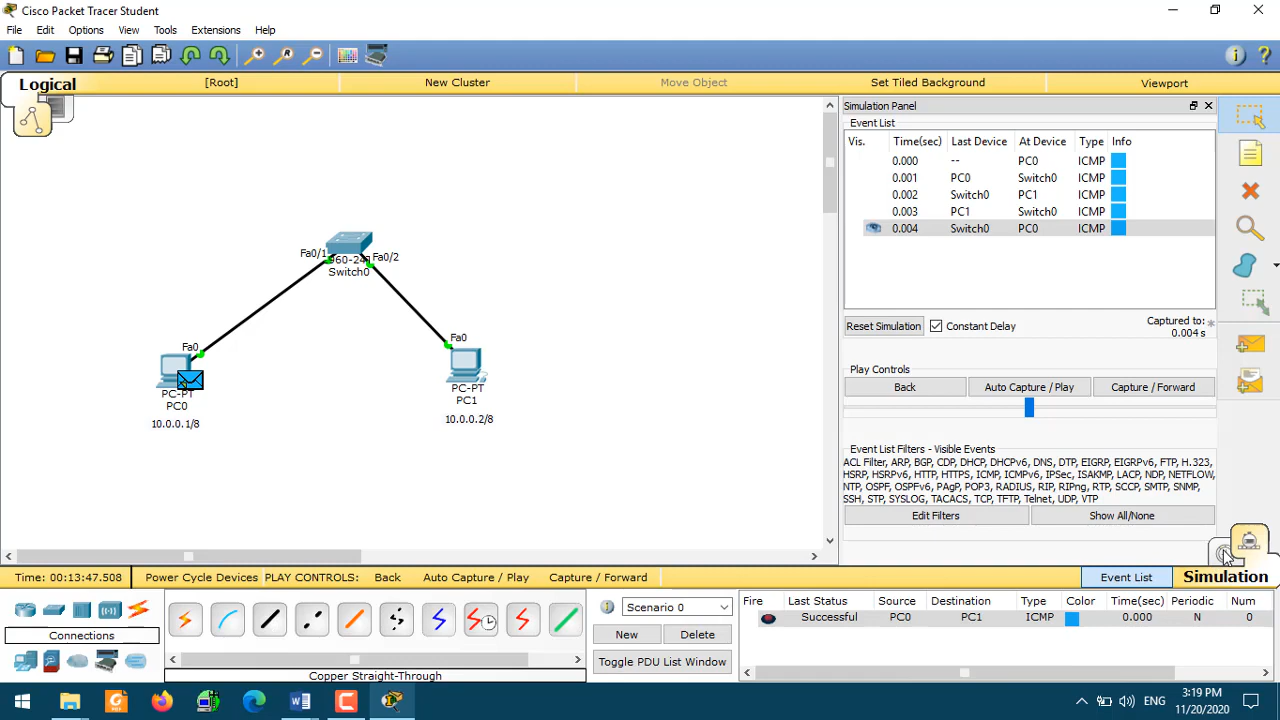 Cisco Packet Tracer Student
File Edit Options View Tools Extensions Help
Logical [Root] New Cluster Move Object Set Tiled Background Viewport
Simulation Panel
Event List
Vis. Time(sec) Last Device At Device Type Info
0.000 -- PC0 ICMP
0.001 PC0 Switch0 ICMP
0.002 Switch0 PC1 ICMP
0.003 PC1 Switch0 ICMP
0.004 Switch0 PC0 ICMP
Fa0/1 Fa0/2
Switch0
Fa0
PC-PT
PC0
10.0.0.1/8
Fa0
PC-PT
PC1
10.0.0.2/8
Reset Simulation Constant Delay Captured to: *
0.004 s
Play Controls
Back Auto Capture / Play Capture / Forward
Event List Filters - Visible Events
ACL Filter, ARP, BGP, CDP, DHCP, DHCPv6, DNS, DTP, EIGRP, EIGRPv6, FTP, H.323,
HSRP, HSRPv6, HTTP, HTTPS, ICMP, ICMPv6, IPSec, ISAKMP, LACP, NDP, NETFLOW,
NTP, OSPF, OSPFv6, PAgP, POP3, RADIUS, RIP, RIPng, RTP, SCCP, SMTP, SNMP,
SSH, STP, SYSLOG, TACACS, TCP, TFTP, Telnet, UDP, VTP
Edit Filters Show All/None
Time: 00:13:47.508 Power Cycle Devices PLAY CONTROLS: Back Auto Capture / Play Capture / Forward Event List Simulation
Connections
Copper Straight-Through
Scenario 0
New Delete
Toggle PDU List Window
Fire Last Status Source Destination Type Color Time(sec) Periodic Num
Successful PC0 PC1 ICMP 0.000 N 0
ENG
3:19 PM
11/20/2020